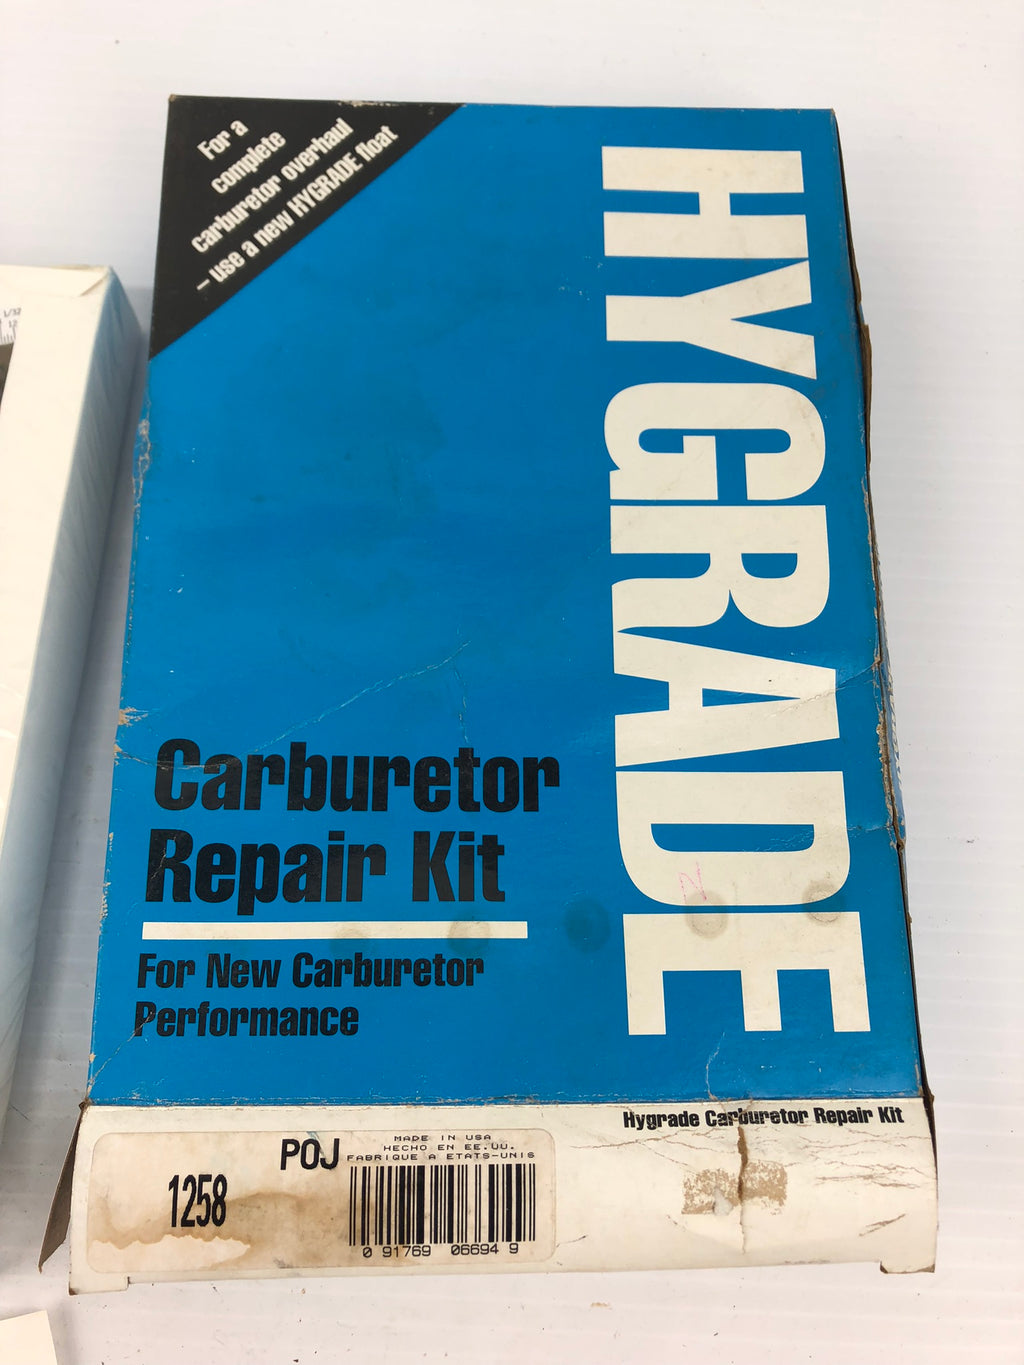 For a
complete
carburetor overhaul
– use a new HYGRADE float
HYGRADE
Carburetor
Repair Kit
For New Carburetor
Performance
Hygrade Carburetor Repair Kit
POJ
MADE IN USA
HECHO EN EE.UU.
FABRIQUE A ETATS-UNIS
1258
0 91769 06694 9
N